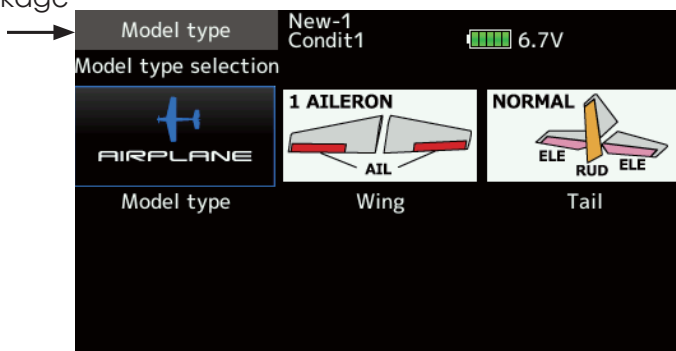 kage
Model type
New-1
Condit1
6.7V
Model type selection
AIRPLANE
1 AILERON
AIL
NORMAL
ELE
RUD
ELE
Model type
Wing
Tail